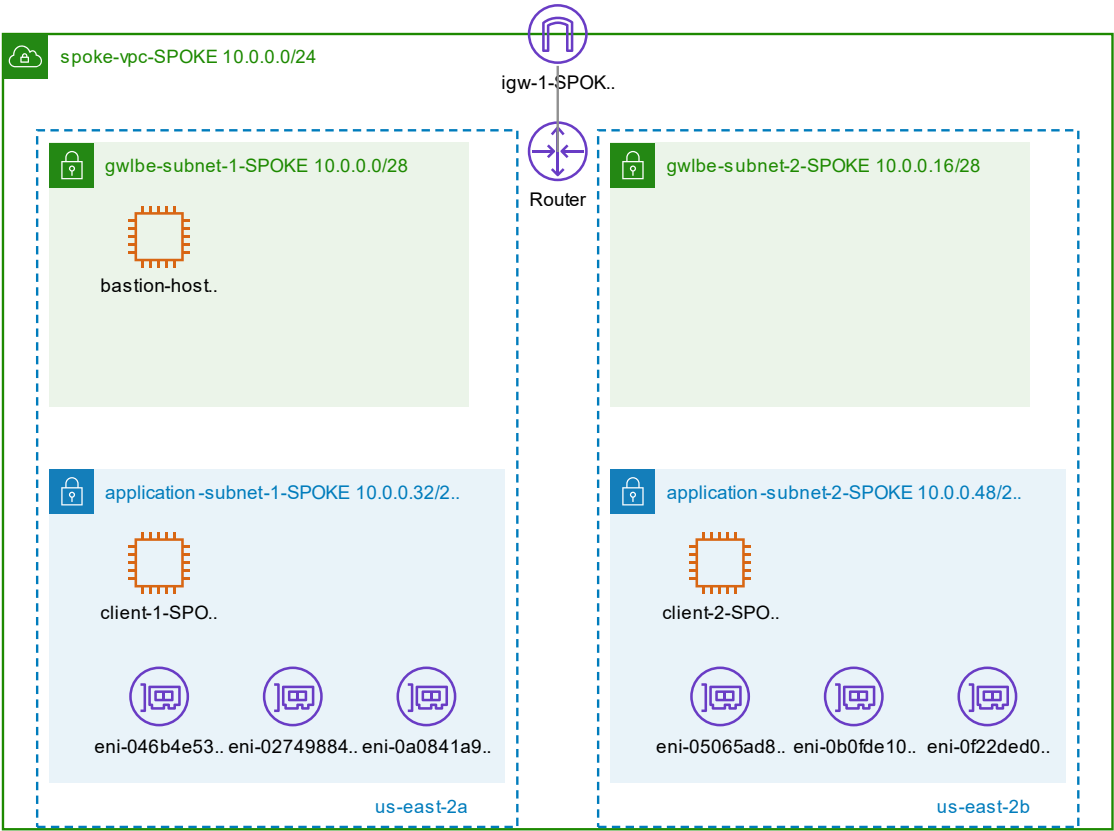 spoke-vpc-SPOKE 10.0.0.0/24
igw-1-SPOK..
Router
gwlbe-subnet-1-SPOKE 10.0.0.0/28
gwlbe-subnet-2-SPOKE 10.0.0.16/28
bastion-host..
application-subnet-1-SPOKE 10.0.0.32/2..
application-subnet-2-SPOKE 10.0.0.48/2..
client-1-SPO..
client-2-SPO..
eni-046b4e53.. eni-02749884.. eni-0a0841a9..
eni-05065ad8.. eni-0b0fde10.. eni-0f22ded0..
us-east-2a
us-east-2b